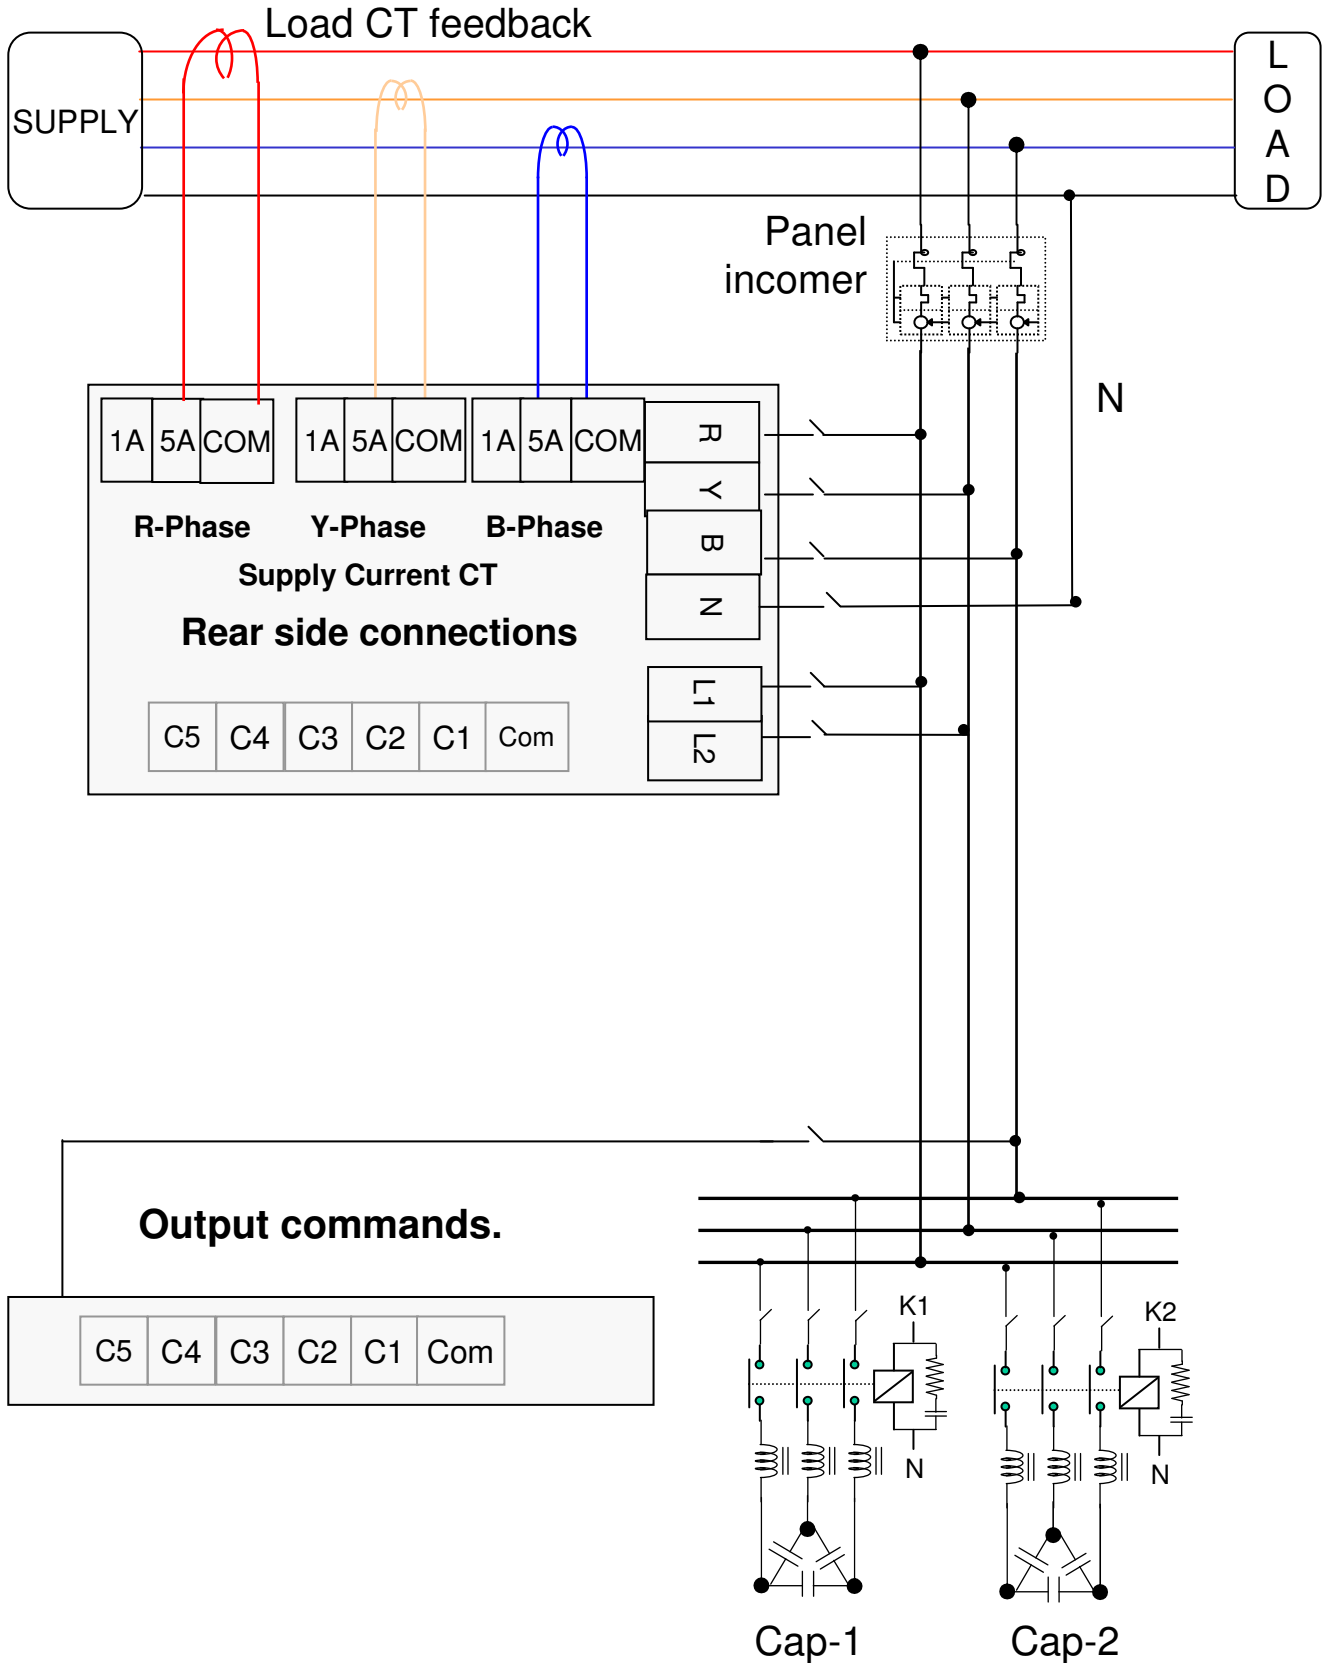 Load CT feedback
SUPPLY
L
O
A
D
Panel
incomer
N
1A 5A COM 1A 5A COM 1A 5A COM
R
Y
B
N
R-Phase Y-Phase B-Phase
Supply Current CT
Rear side connections
L1
L2
C5 C4 C3 C2 C1 Com
Output commands.
C5 C4 C3 C2 C1 Com
K1
K2
N
N
Cap-1
Cap-2